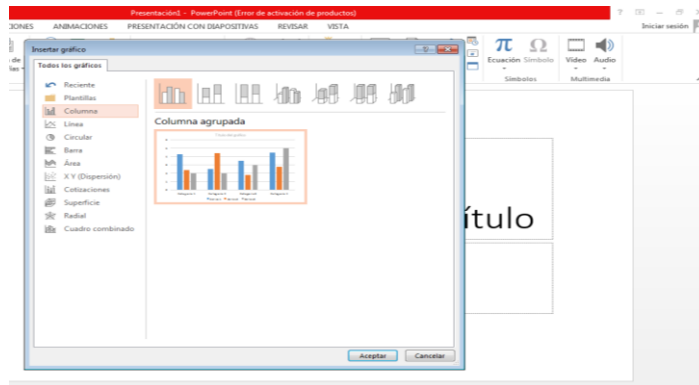 Presentación1 - PowerPoint (Error de activación de productos)
CIONES ANIMACIONES PRESENTACIÓN CON DIAPOSITIVAS REVISAR VISTA Iniciar sesión
Insertar gráfico
Todos los gráficos
de
Ecuación Símbolo Vídeo Audio
Símbolos Multimedia
Reciente
Plantillas
Columna
Línea
Circular
Barra
Área
X Y (Dispersión)
Cotizaciones
Superficie
Radial
Cuadro combinado
Columna agrupada
ítulo
Aceptar Cancelar